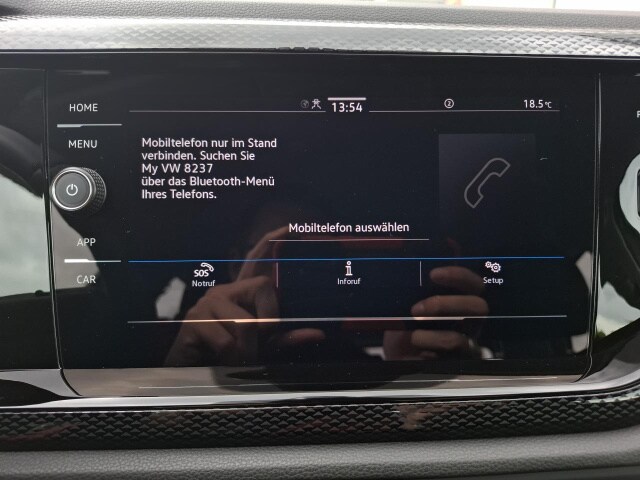 HOME
13:54
2
18.5°C
MENU
Mobiltelefon nur im Stand
verbinden. Suchen Sie
My VW 8237
über das Bluetooth-Menü
Ihres Telefons.
Mobiltelefon auswählen
APP
CAR
SOS
Notruf
Inforuf
Setup